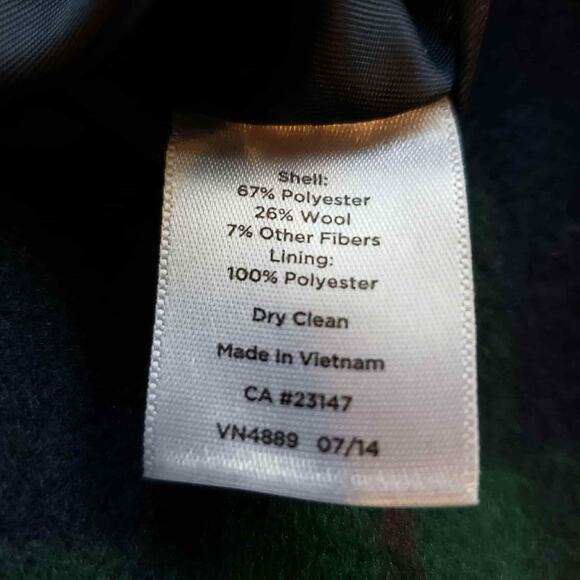 Shell:
67% Polyester
26% Wool
7% Other Fibers
Lining:
100% Polyester
Dry Clean
Made In Vietnam
CA #23147
VN4889 07/14